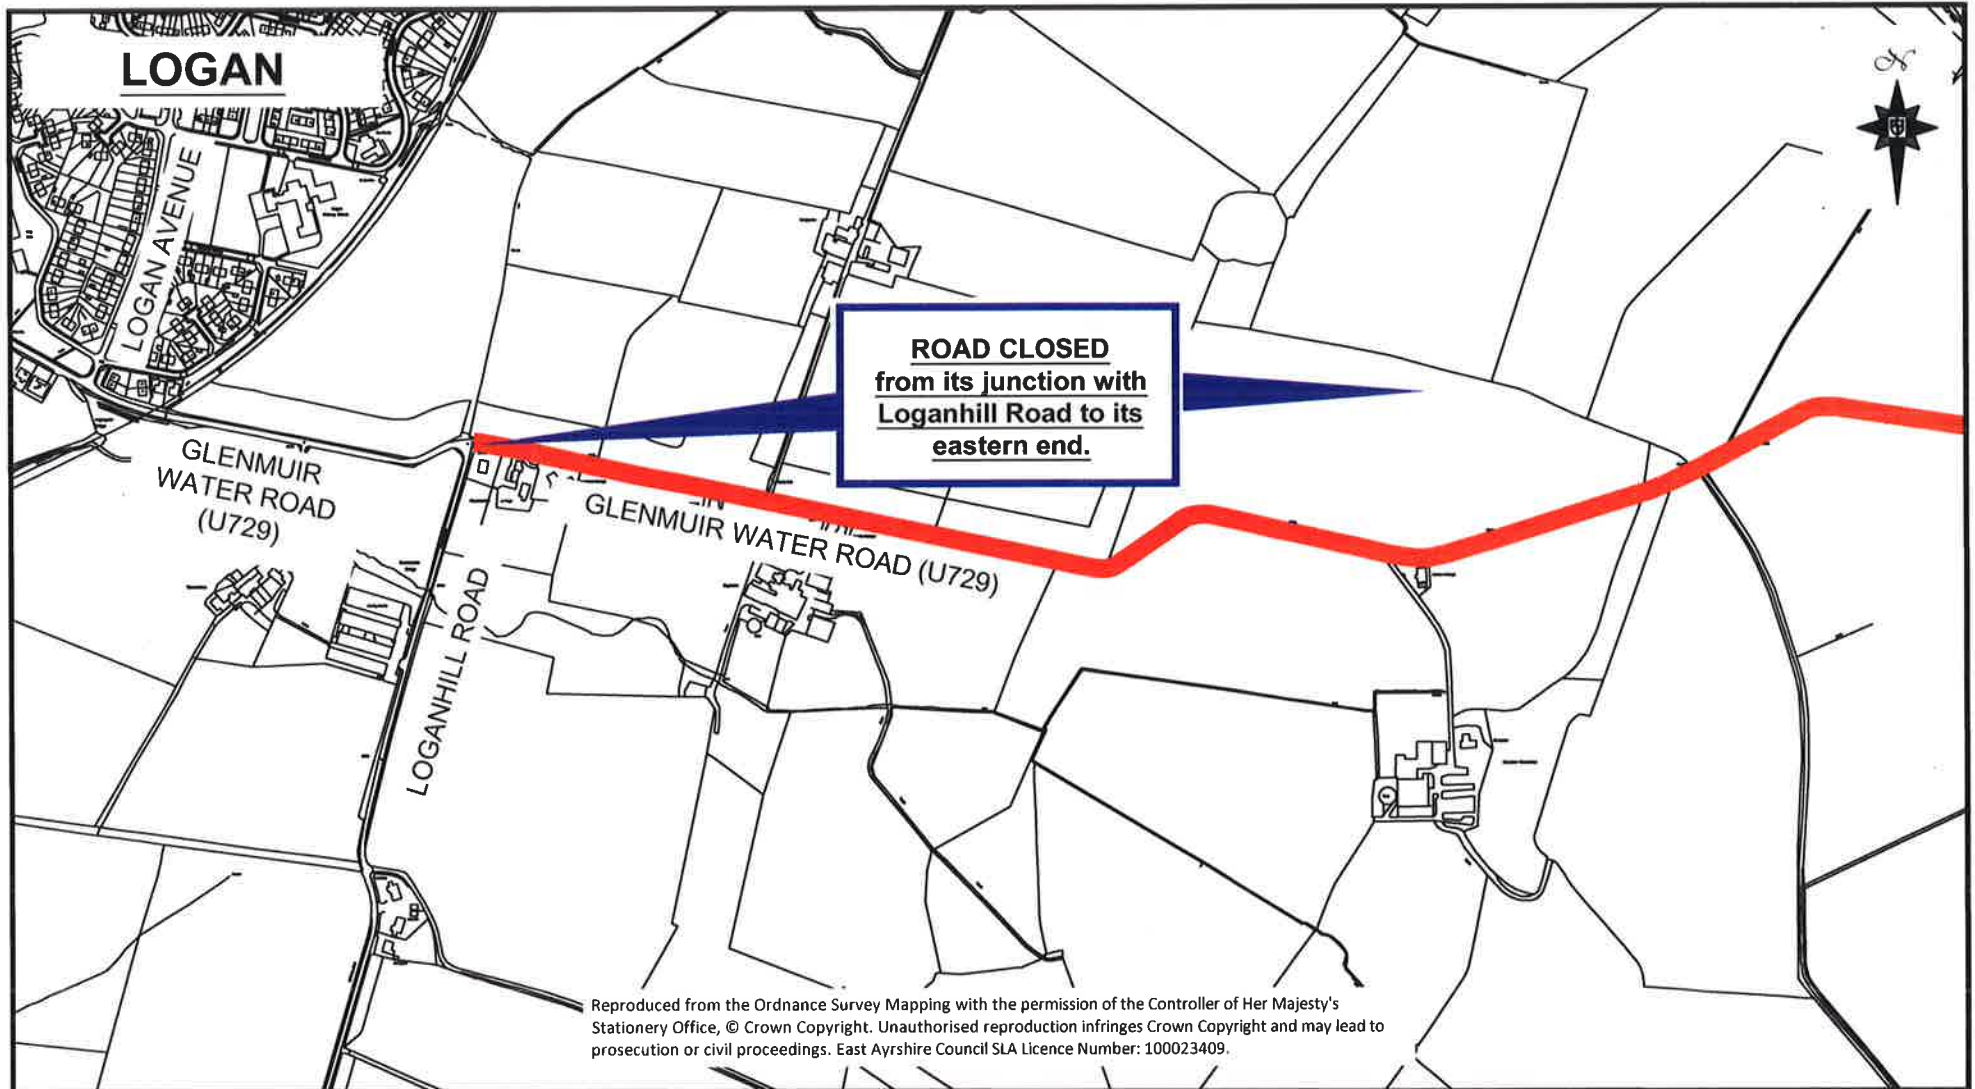 LOGAN
N
LOGAN AVENUE
ROAD CLOSED
from its junction with
Loganhill Road to its
eastern end.
GLENMUIR
WATER ROAD
(U729)
GLENMUIR WATER ROAD (U729)
LOGANHILL ROAD
Reproduced from the Ordnance Survey Mapping with the permission of the Controller of Her Majesty's
Stationery Office, © Crown Copyright. Unauthorised reproduction infringes Crown Copyright and may lead to
prosecution or civil proceedings. East Ayrshire Council SLA Licence Number: 100023409.